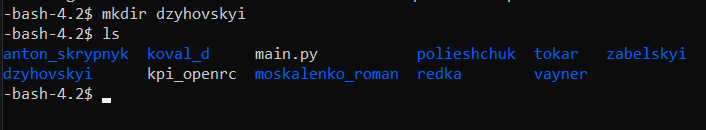 -bash-4.2$ mkdir dzyhovskyi
-bash-4.2$ ls
anton_skrypnyk  koval_d    main.py          polieshchuk  tokar   zabelskyi
dzyhovskyi      kpi_openrc  moskalenko_roman  redka        vayner
-bash-4.2$